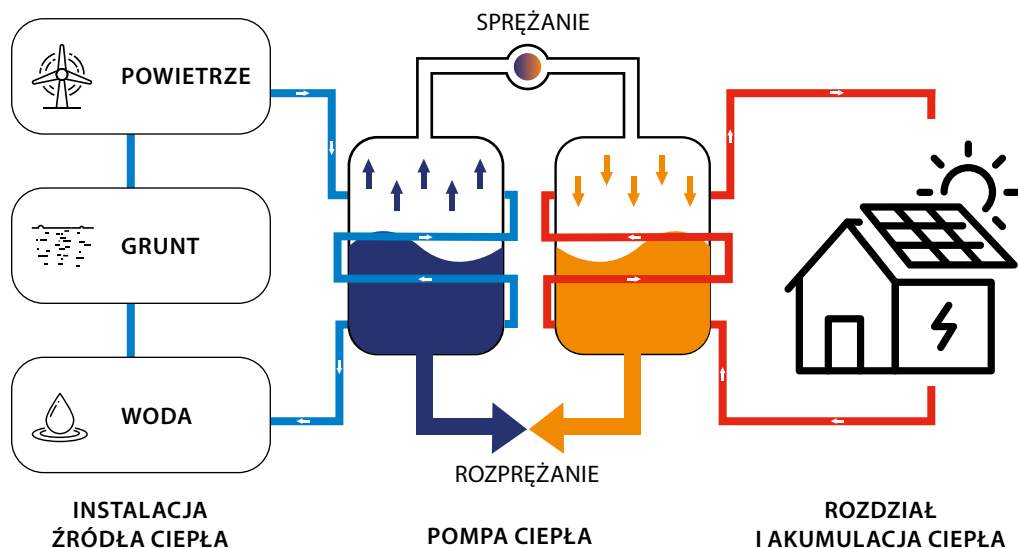 SPRĘŻANIE
POWIETRZE
GRUNT
WODA
ROZPRĘŻANIE
INSTALACJA
ŹRÓDŁA CIEPŁA
POMPA CIEPŁA
ROZDZIAŁ
I AKUMULACJA CIEPŁA